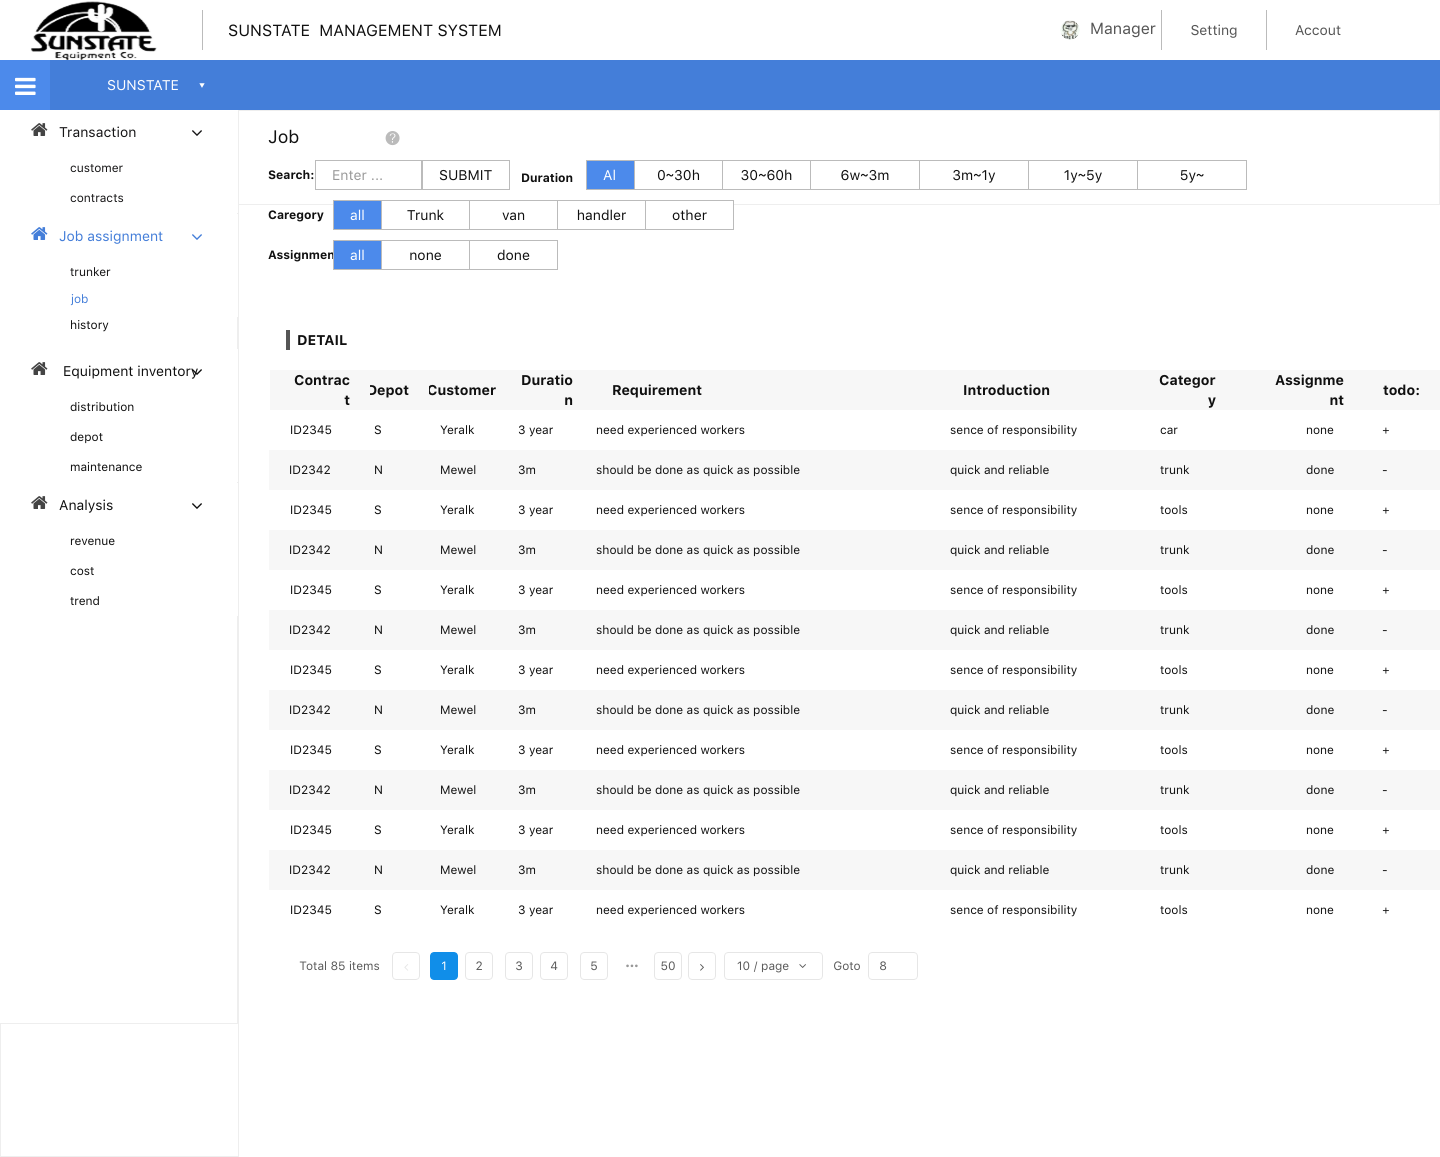 SUNSTATE
Equipment Co.
SUNSTATE  MANAGEMENT SYSTEM
Manager
Setting
Accout
SUNSTATE
Transaction
customer
contracts
Job assignment
trunker
job
history
Equipment inventory
distribution
depot
maintenance
Analysis
revenue
cost
trend
Job
?
Search: Enter ... SUBMIT Duration Al 0~30h 30~60h 6w~3m 3m~1y 1y~5y 5y~
Caregory all Trunk van handler other
Assignmen all none done
DETAIL
Contract Depot Customer Duration Requirement Introduction Category Assignment todo:
ID2345 S Yeralk 3 year need experienced workers sence of responsibility car none +
ID2342 N Mewel 3m should be done as quick as possible quick and reliable trunk done -
ID2345 S Yeralk 3 year need experienced workers sence of responsibility tools none +
ID2342 N Mewel 3m should be done as quick as possible quick and reliable trunk done -
ID2345 S Yeralk 3 year need experienced workers sence of responsibility tools none +
ID2342 N Mewel 3m should be done as quick as possible quick and reliable trunk done -
ID2345 S Yeralk 3 year need experienced workers sence of responsibility tools none +
ID2342 N Mewel 3m should be done as quick as possible quick and reliable trunk done -
ID2345 S Yeralk 3 year need experienced workers sence of responsibility tools none +
ID2342 N Mewel 3m should be done as quick as possible quick and reliable trunk done -
ID2345 S Yeralk 3 year need experienced workers sence of responsibility tools none +
ID2342 N Mewel 3m should be done as quick as possible quick and reliable trunk done -
ID2345 S Yeralk 3 year need experienced workers sence of responsibility tools none +
Total 85 items < 1 2 3 4 5 ••• 50 > 10 / page Goto 8